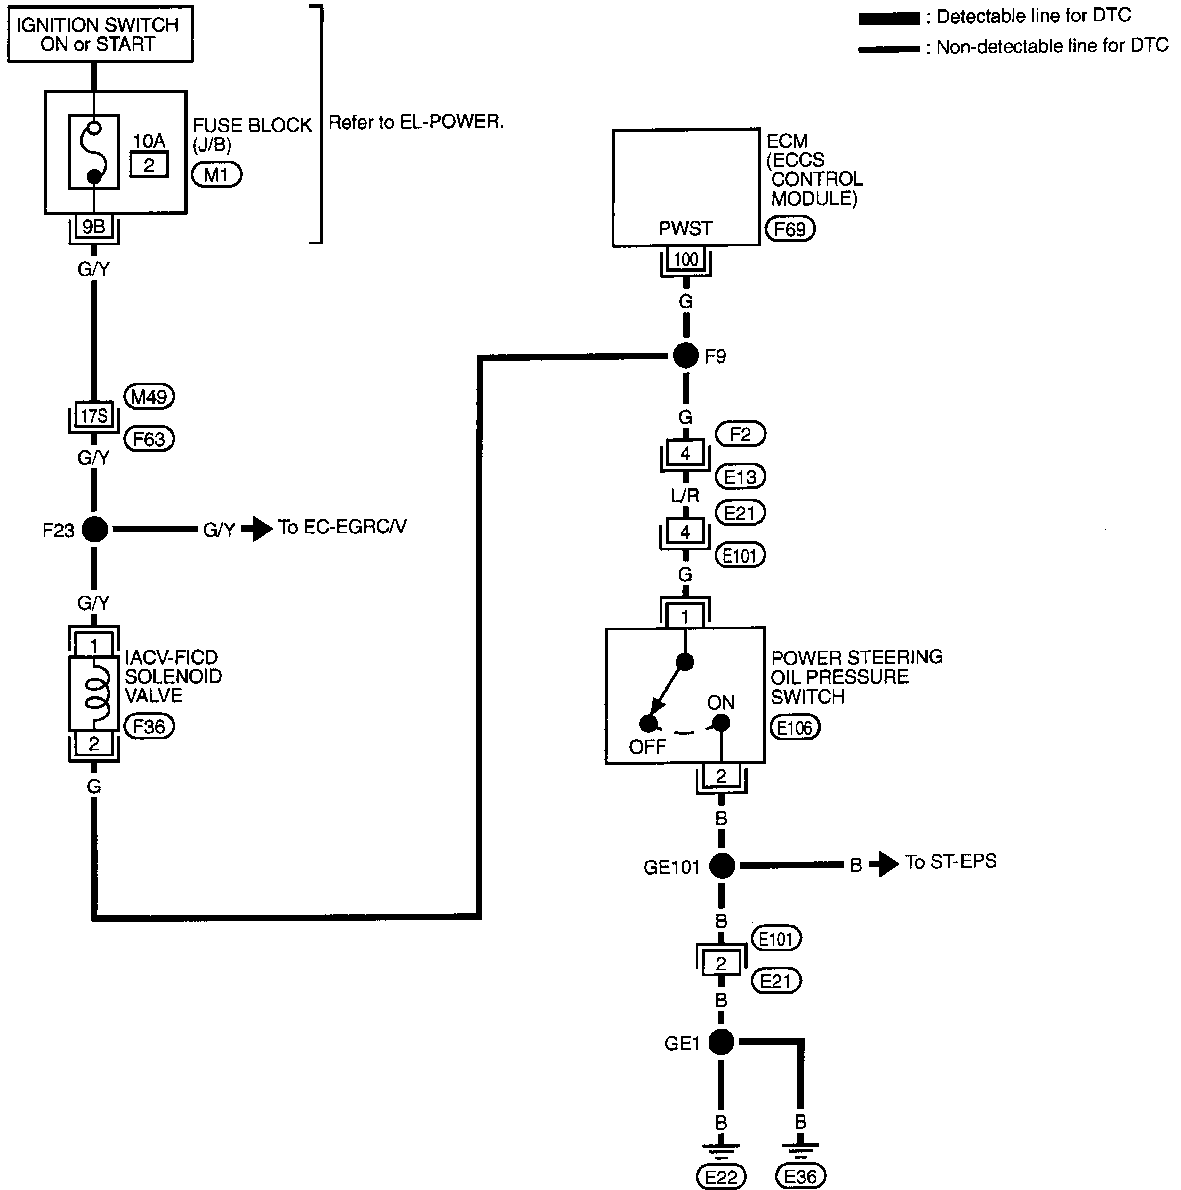 IGNITION SWITCH
ON or START
: Detectable line for DTC
: Non-detectable line for DTC
FUSE BLOCK
(J/B)
M1
10A
2
Refer to EL-POWER.
9B
G/Y
ECM
(ECCS
CONTROL
MODULE)
F69
PWST
100
G
F9
M49
17S
F63
G/Y
G
F2
4
E13
L/R
E21
4
E101
G
F23
G/Y
To EC-EGRC/V
G/Y
1
IACV-FICD
SOLENOID
VALVE
F36
2
G
1
POWER STEERING
OIL PRESSURE
SWITCH
E106
ON
OFF
2
B
GE101
B
To ST-EPS
B
E101
2
E21
B
GE1
B
B
E22
E36